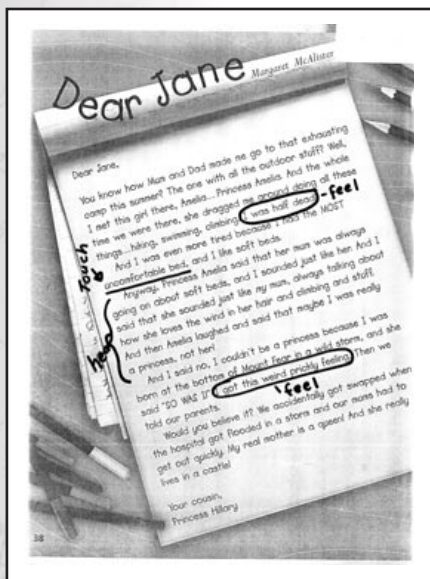 Dear Jane
Margaret McAlister
Dear Jane,
You know how Mum and Dad made me go to that exhausting
camp this summer? The one with all the outdoor stuff? Well,
I met this girl there, Amelia....Princess Amelia. And the whole
time we were there, she dragged me around doing all these
things...hiking, swimming, climbing. I was half dead. -feel
And I was even more tired because I had the MOST
uncomfortable bed, and I like soft beds.
Touch
Anyway, Princess Amelia said that her mum was always
going on about soft beds, and I sounded just like her. And I
said that she sounded just like my mum, always talking about
how she loves the wind in her hair and climbing and stuff.
And then Amelia laughed and said that maybe I was really
a princess, not her!
hear
And I said no, I couldn't be a princess because I was
born at the bottom of Mount Fear in a wild storm, and she
said "SO WAS I!" I got this weird prickly feeling. Then we
told our parents.
feel
Would you believe it? We accidentally got swapped when
the hospital got flooded in a storm and our mums had to
get out quickly. My real mother is a queen! And she really
lives in a castle!
Your cousin,
Princess Hillary
38